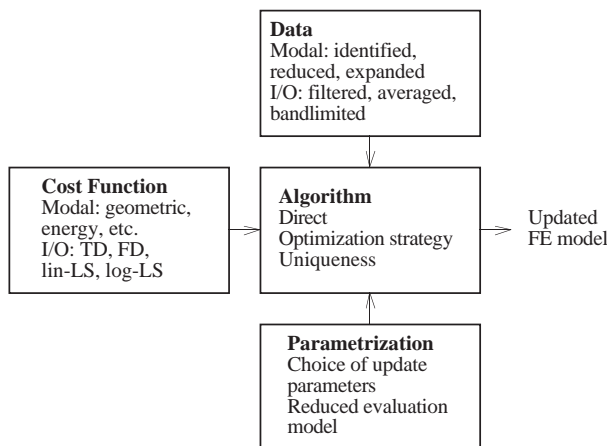 Data
Modal: identified,
reduced, expanded
I/O: filtered, averaged,
bandlimited
Cost Function
Modal: geometric,
energy, etc.
I/O: TD, FD,
lin-LS, log-LS
Algorithm
Direct
Optimization strategy
Uniqueness
Updated
FE model
Parametrization
Choice of update
parameters
Reduced evaluation
model